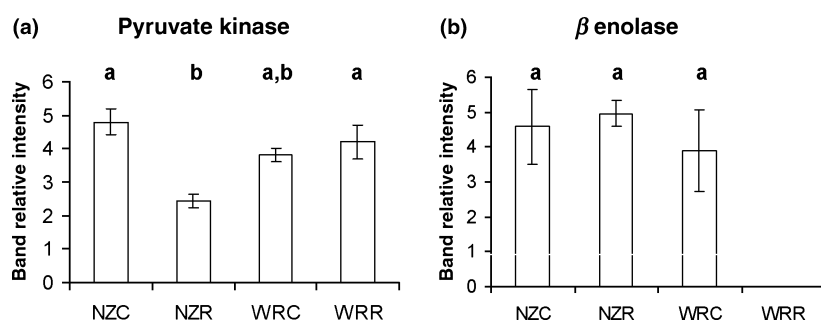 (a) Pyruvate kinase
a b a,b a
Band relative intensity
6
5
4
3
2
1
0
NZC NZR WRC WRR
(b) β enolase
a a a
Band relative intensity
6
5
4
3
2
1
0
NZC NZR WRC WRR